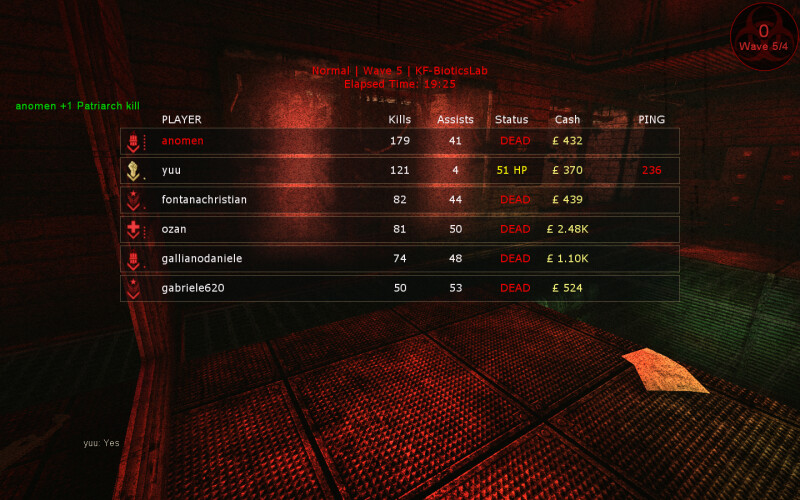 0
Wave 5/4
Normal | Wave 5 | KF-BioticsLab
Elapsed Time: 19:25
anomen +1 Patriarch kill
PLAYER Kills Assists Status Cash PING
anomen 179 41 DEAD £ 432
yuu 121 4 51 HP £ 370 236
fontanachristian 82 44 DEAD £ 439
ozan 81 50 DEAD £ 2.48K
gallianodaniele 74 48 DEAD £ 1.10K
gabriele620 50 53 DEAD £ 524
yuu: Yes